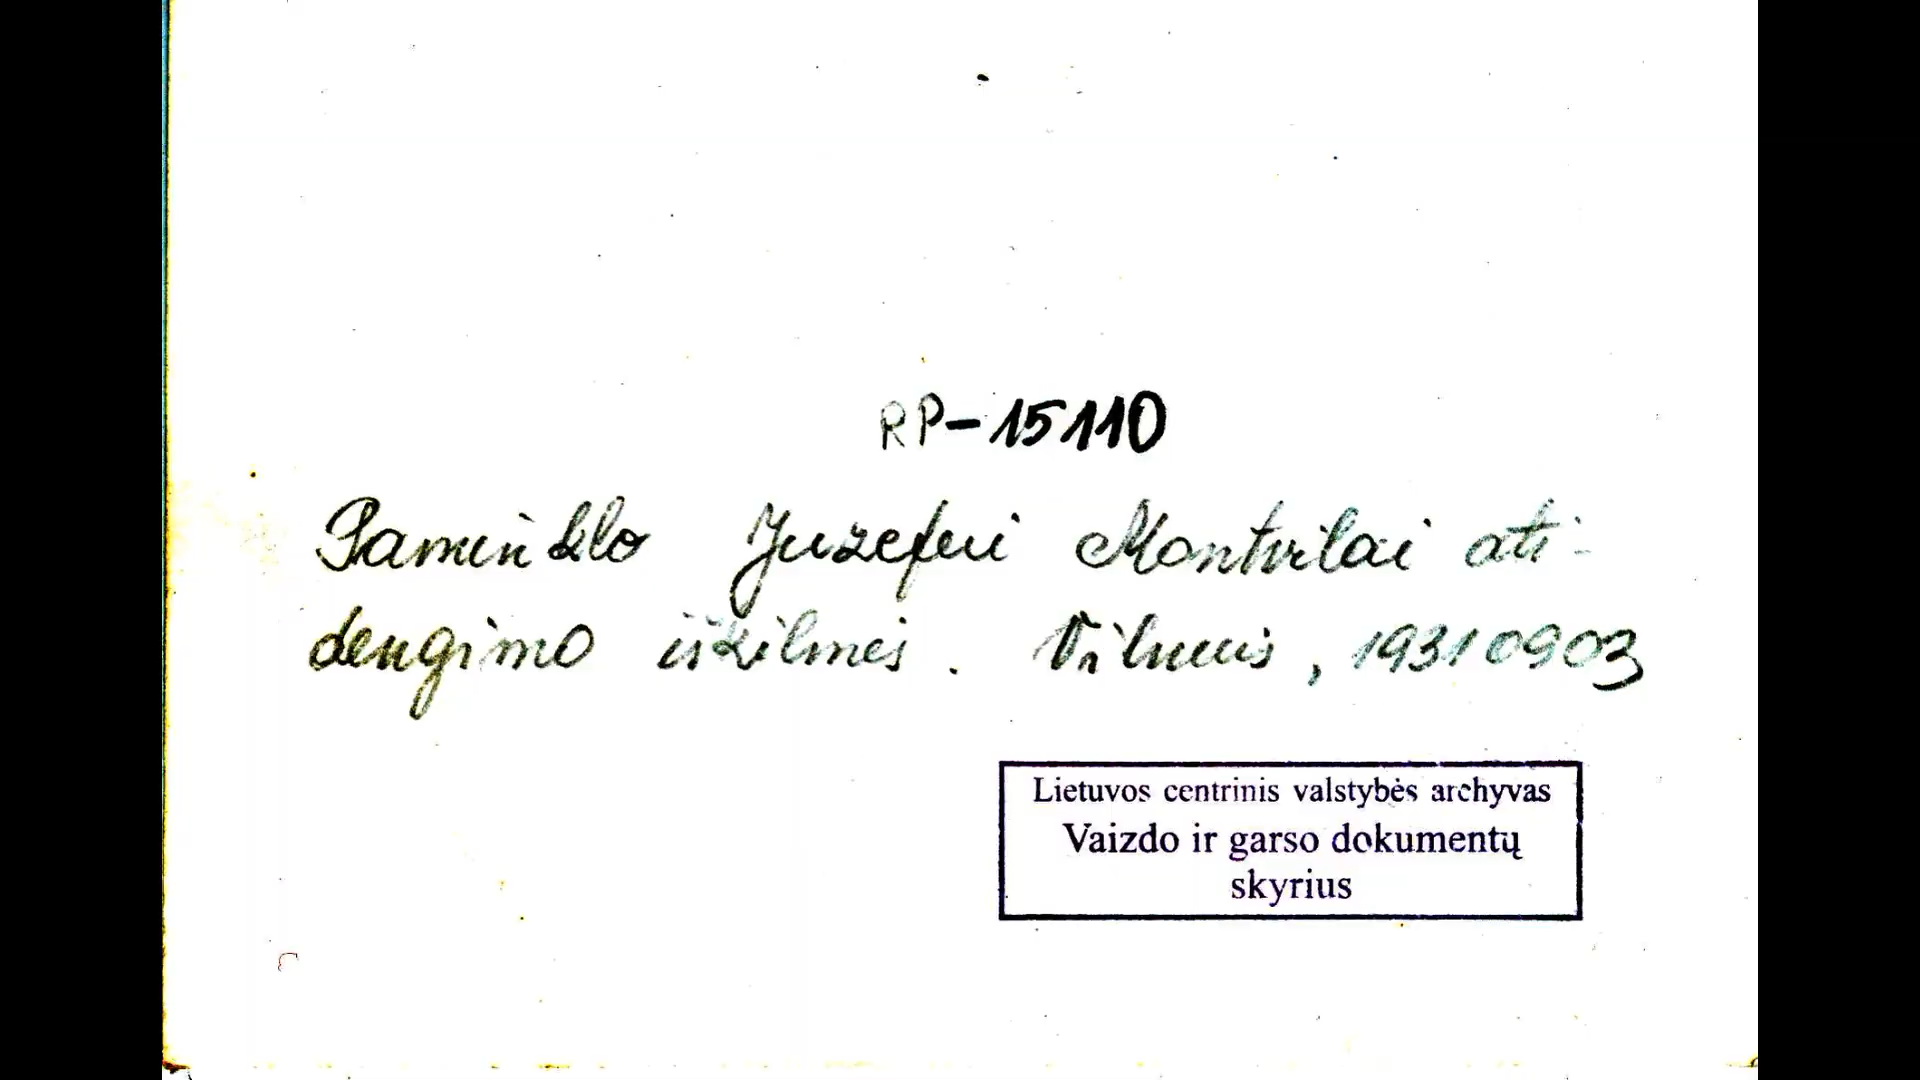 RP-15110
Paminklo Juzefui Montvilai ati-
dengimo iškilmės. Vilnius, 19310903
Lietuvos centrinis valstybės archyvas
Vaizdo ir garso dokumentų
skyrius